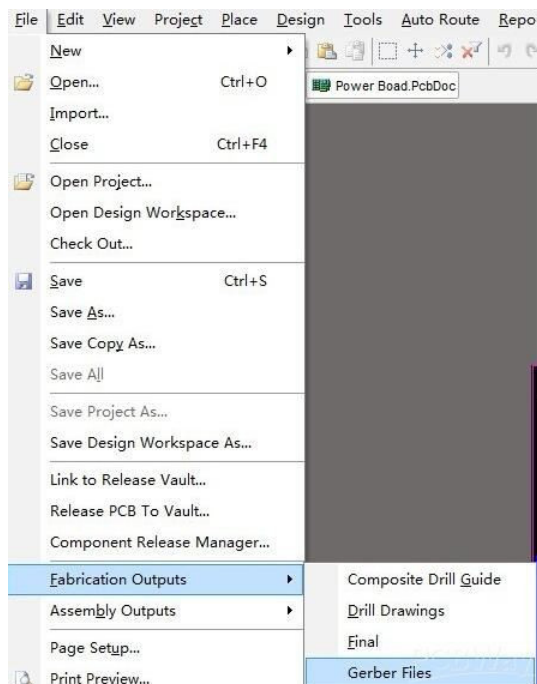 File Edit View Project Place Design Tools Auto Route Repo
New
Open... Ctrl+O
Power Boad.PcbDoc
Import...
Close Ctrl+F4
Open Project...
Open Design Workspace...
Check Out...
Save Ctrl+S
Save As...
Save Copy As...
Save All
Save Project As...
Save Design Workspace As...
Link to Release Vault...
Release PCB To Vault...
Component Release Manager...
Fabrication Outputs
Composite Drill Guide
Assembly Outputs
Drill Drawings
Page Setup...
Final
Print Preview...
Gerber Files